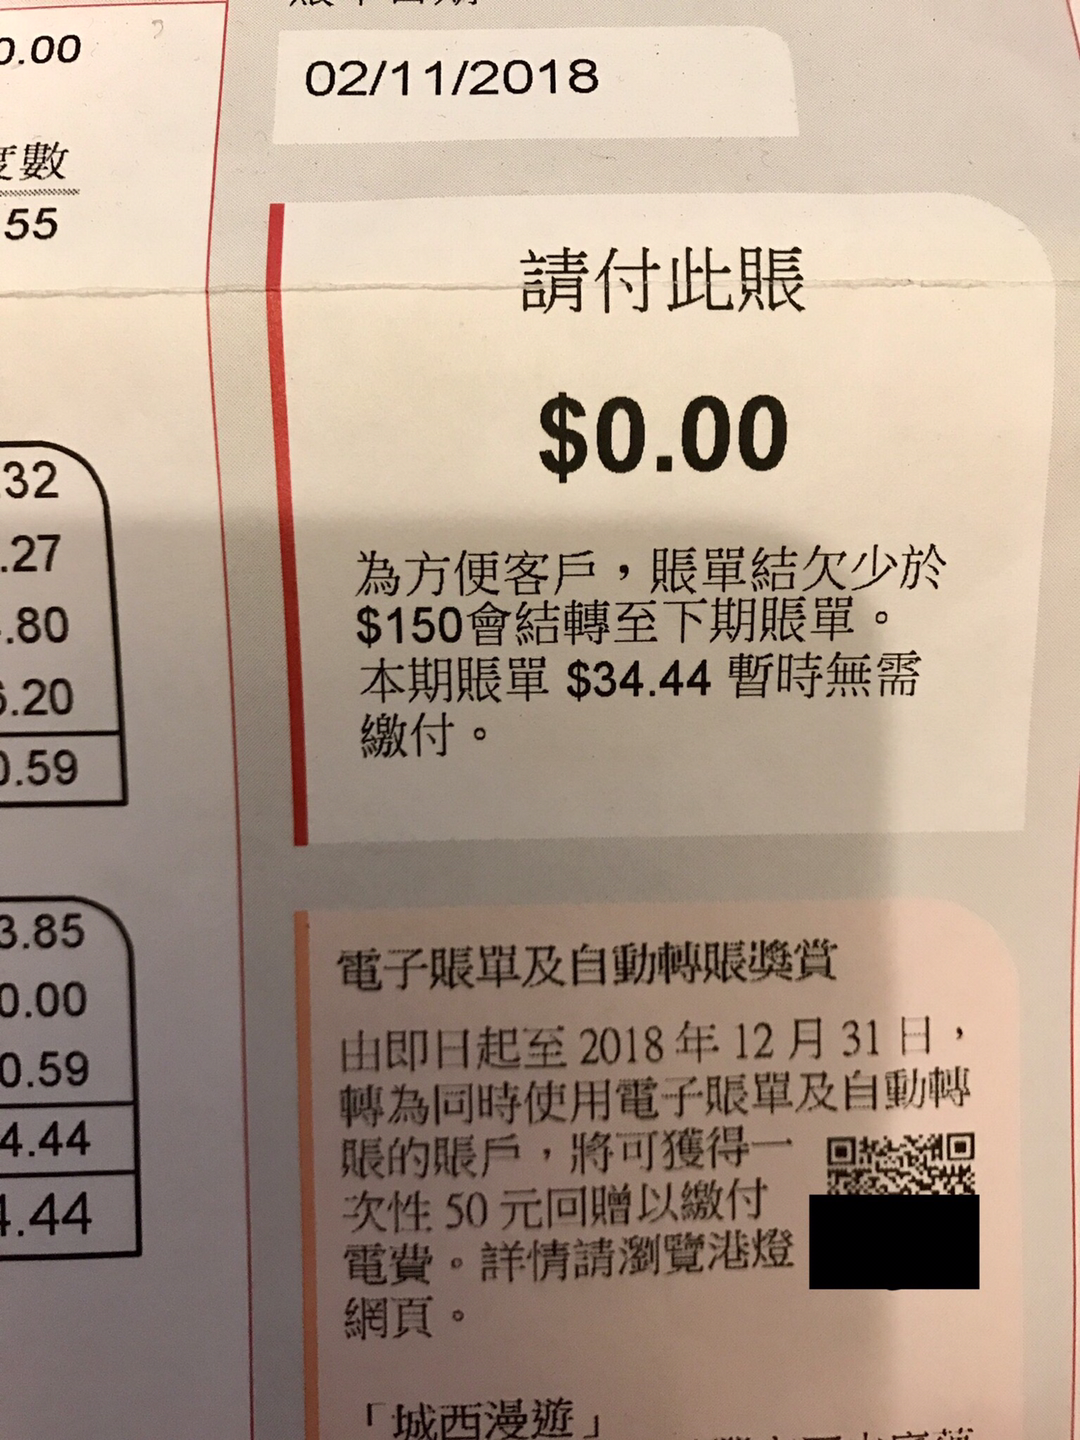 0.00
02/11/2018
度數
55
請付此賬
$0.00
.32
.27
.80
6.20
0.59
為方便客戶，賬單結欠少於
$150會結轉至下期賬單。
本期賬單 $34.44 暫時無需
繳付。
3.85
0.00
0.59
4.44
4.44
電子賬單及自動轉賬獎賞
由即日起至 2018 年 12 月 31 日，
轉為同時使用電子賬單及自動轉
賬的賬戶，將可獲得一
次性 50 元回贈以繳付
電費。詳情請瀏覽港燈
網頁。
「城西漫遊」